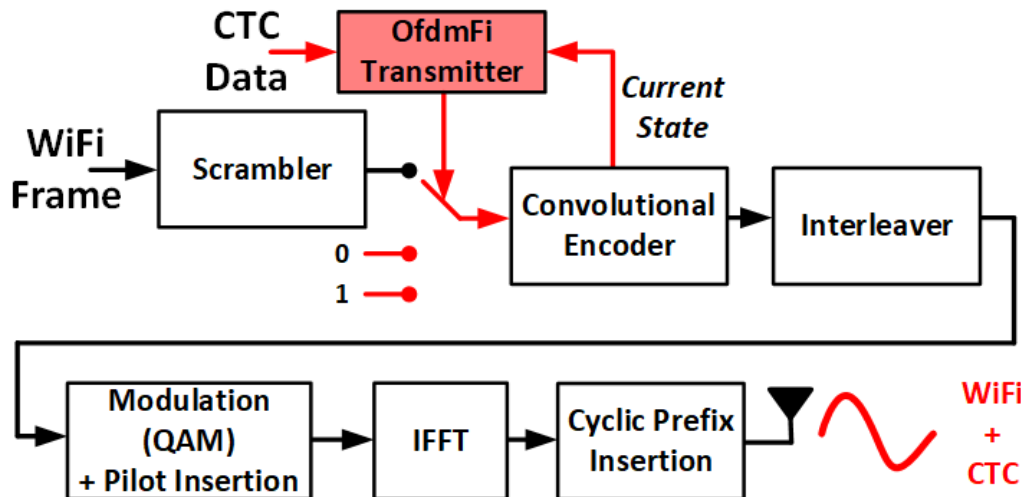 CTC
Data
OfdmFi
Transmitter
Current
State
WiFi
Frame
Scrambler
0
1
Convolutional
Encoder
Interleaver
Modulation
(QAM)
+ Pilot Insertion
IFFT
Cyclic Prefix
Insertion
WiFi
+
CTC